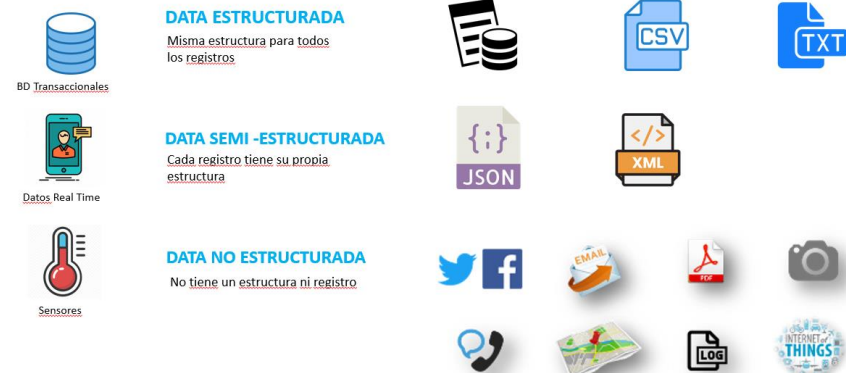 DATA ESTRUCTURADA
Misma estructura para todos
los registros
CSV
TXT
BD Transaccionales
DATA SEMI -ESTRUCTURADA
Cada registro tiene su propia
estructura
{;}
JSON
</>
XML
Datos Real Time
DATA NO ESTRUCTURADA
No tiene un estructura ni registro
EMAIL
PDF
Sensores
LOG
INTERNET of
THINGS